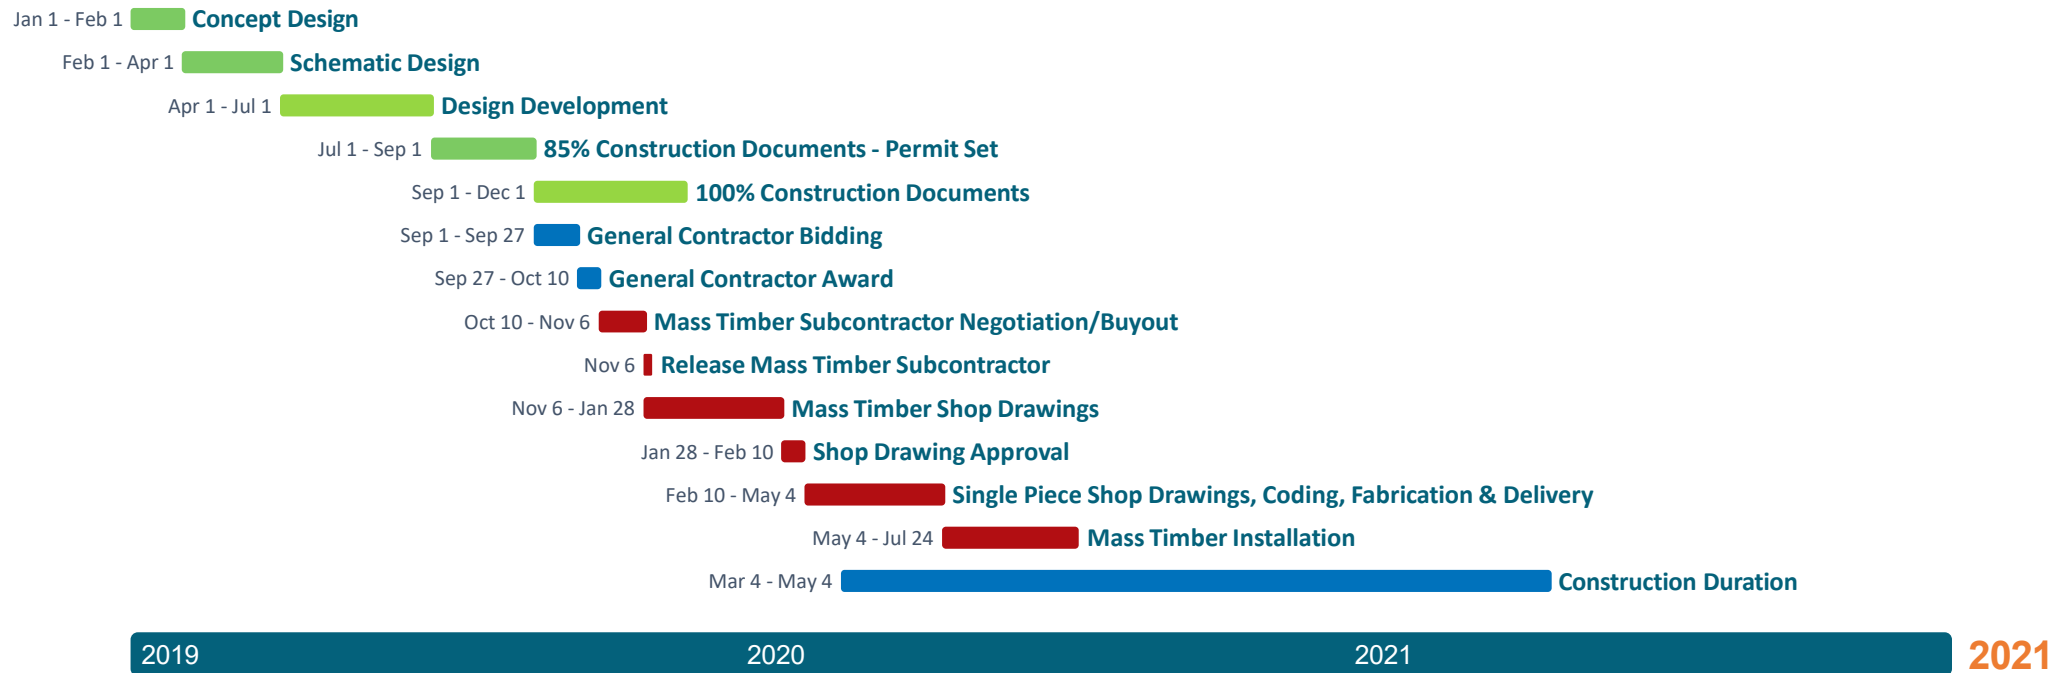 Jan 1 - Feb 1 Concept Design
Feb 1 - Apr 1 Schematic Design
Apr 1 - Jul 1 Design Development
Jul 1 - Sep 1 85% Construction Documents - Permit Set
Sep 1 - Dec 1 100% Construction Documents
Sep 1 - Sep 27 General Contractor Bidding
Sep 27 - Oct 10 General Contractor Award
Oct 10 - Nov 6 Mass Timber Subcontractor Negotiation/Buyout
Nov 6 Release Mass Timber Subcontractor
Nov 6 - Jan 28 Mass Timber Shop Drawings
Jan 28 - Feb 10 Shop Drawing Approval
Feb 10 - May 4 Single Piece Shop Drawings, Coding, Fabrication & Delivery
May 4 - Jul 24 Mass Timber Installation
Mar 4 - May 4 Construction Duration
2019 2020 2021 2021